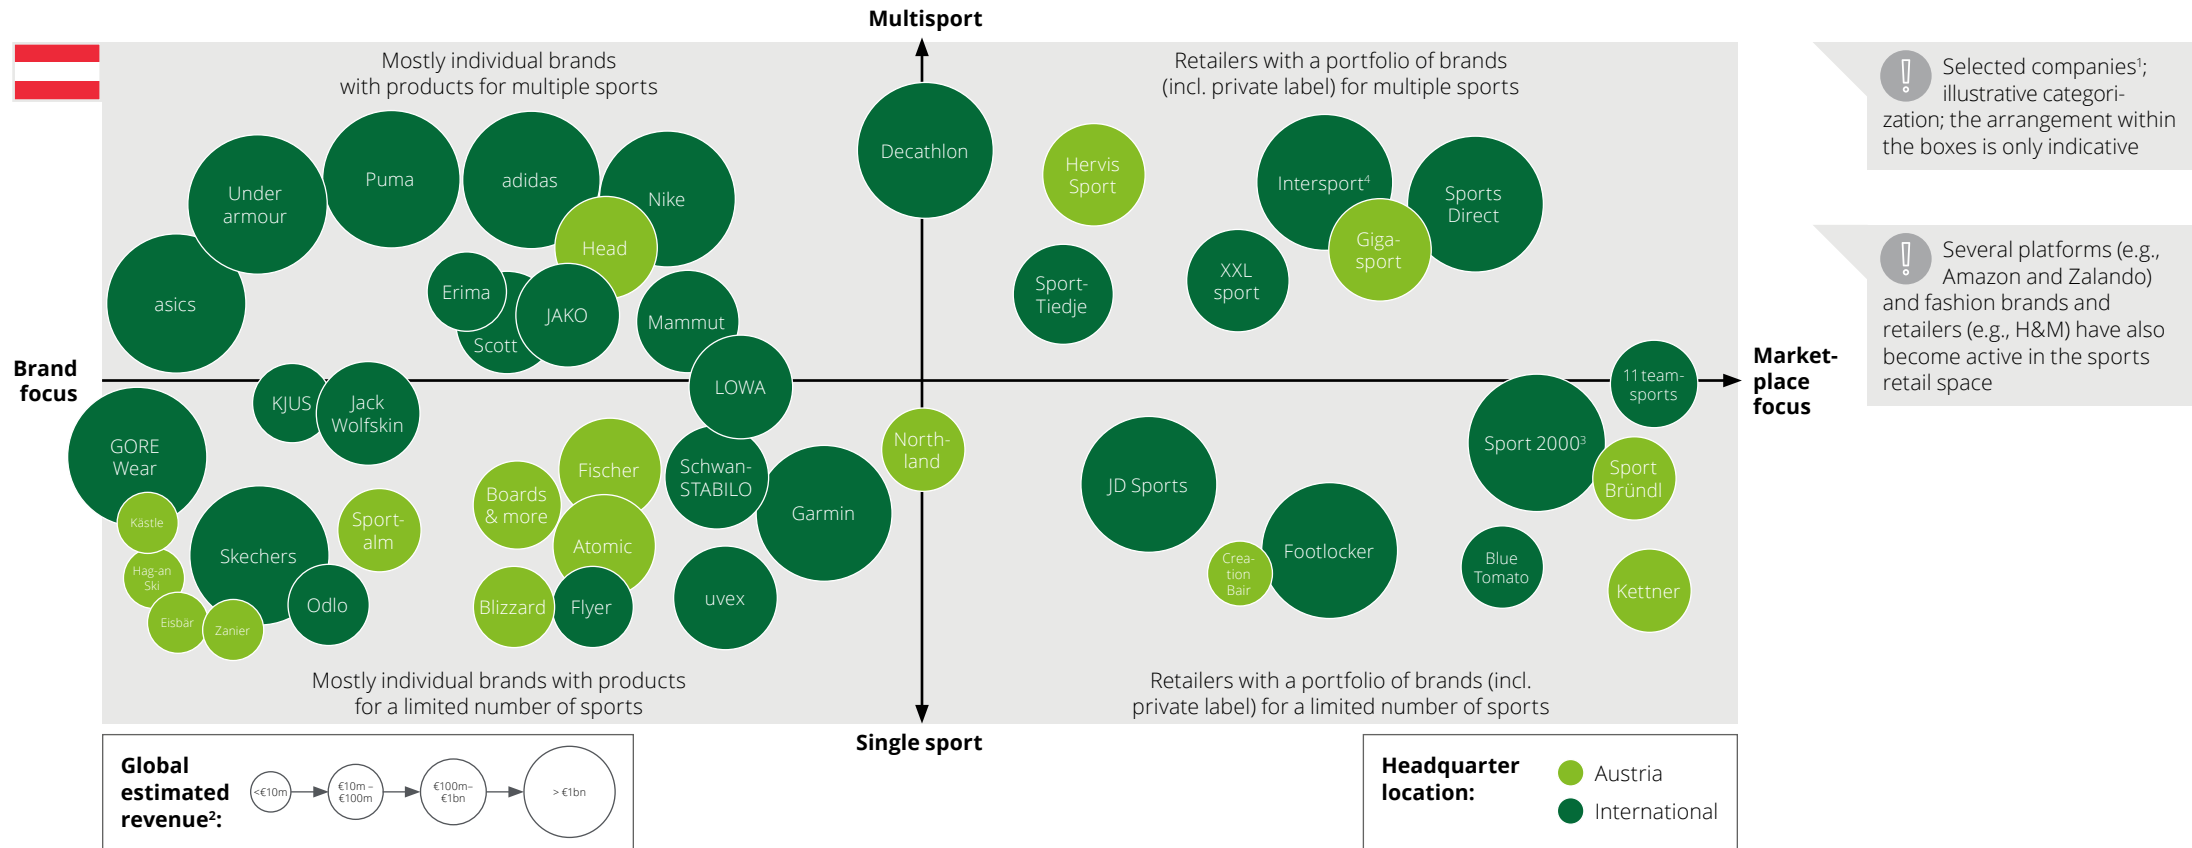 Multisport
Mostly individual brands
with products for multiple sports
Retailers with a portfolio of brands
(incl. private label) for multiple sports
Decathlon
Puma
adidas
Under
armour
Nike
Head
asics
Erima
Scott
JAKO
Mammut
LOWA
Hervis
Sport
Intersport⁴
Sports
Direct
Giga-
sport
Sport-
Tiedje
XXL
sport
11 team-
sports
Brand
focus
Market-
place
focus
KJUS
Jack
Wolfskin
GORE
Wear
Kästle
Hag-an
Ski
Eisbär
Zanier
Skechers
Odlo
Sport-
alm
Boards
& more
Fischer
Atomic
Blizzard
Flyer
Schwan-
STABILO
Garmin
uvex
North-
land
JD Sports
Crea-
tion
Bair
Footlocker
Sport 2000³
Sport
Bründl
Blue
Tomato
Kettner
Mostly individual brands with products
for a limited number of sports
Retailers with a portfolio of brands (incl.
private label) for a limited number of sports
Single sport
Selected companies¹;
illustrative categori-
zation; the arrangement within
the boxes is only indicative
Several platforms (e.g.,
Amazon and Zalando)
and fashion brands and
retailers (e.g., H&M) have also
become active in the sports
retail space
Global
estimated
revenue²:
<€10m
€10m –
€100m
€100m–
€1bn
> €1bn
Headquarter
location:
Austria
International